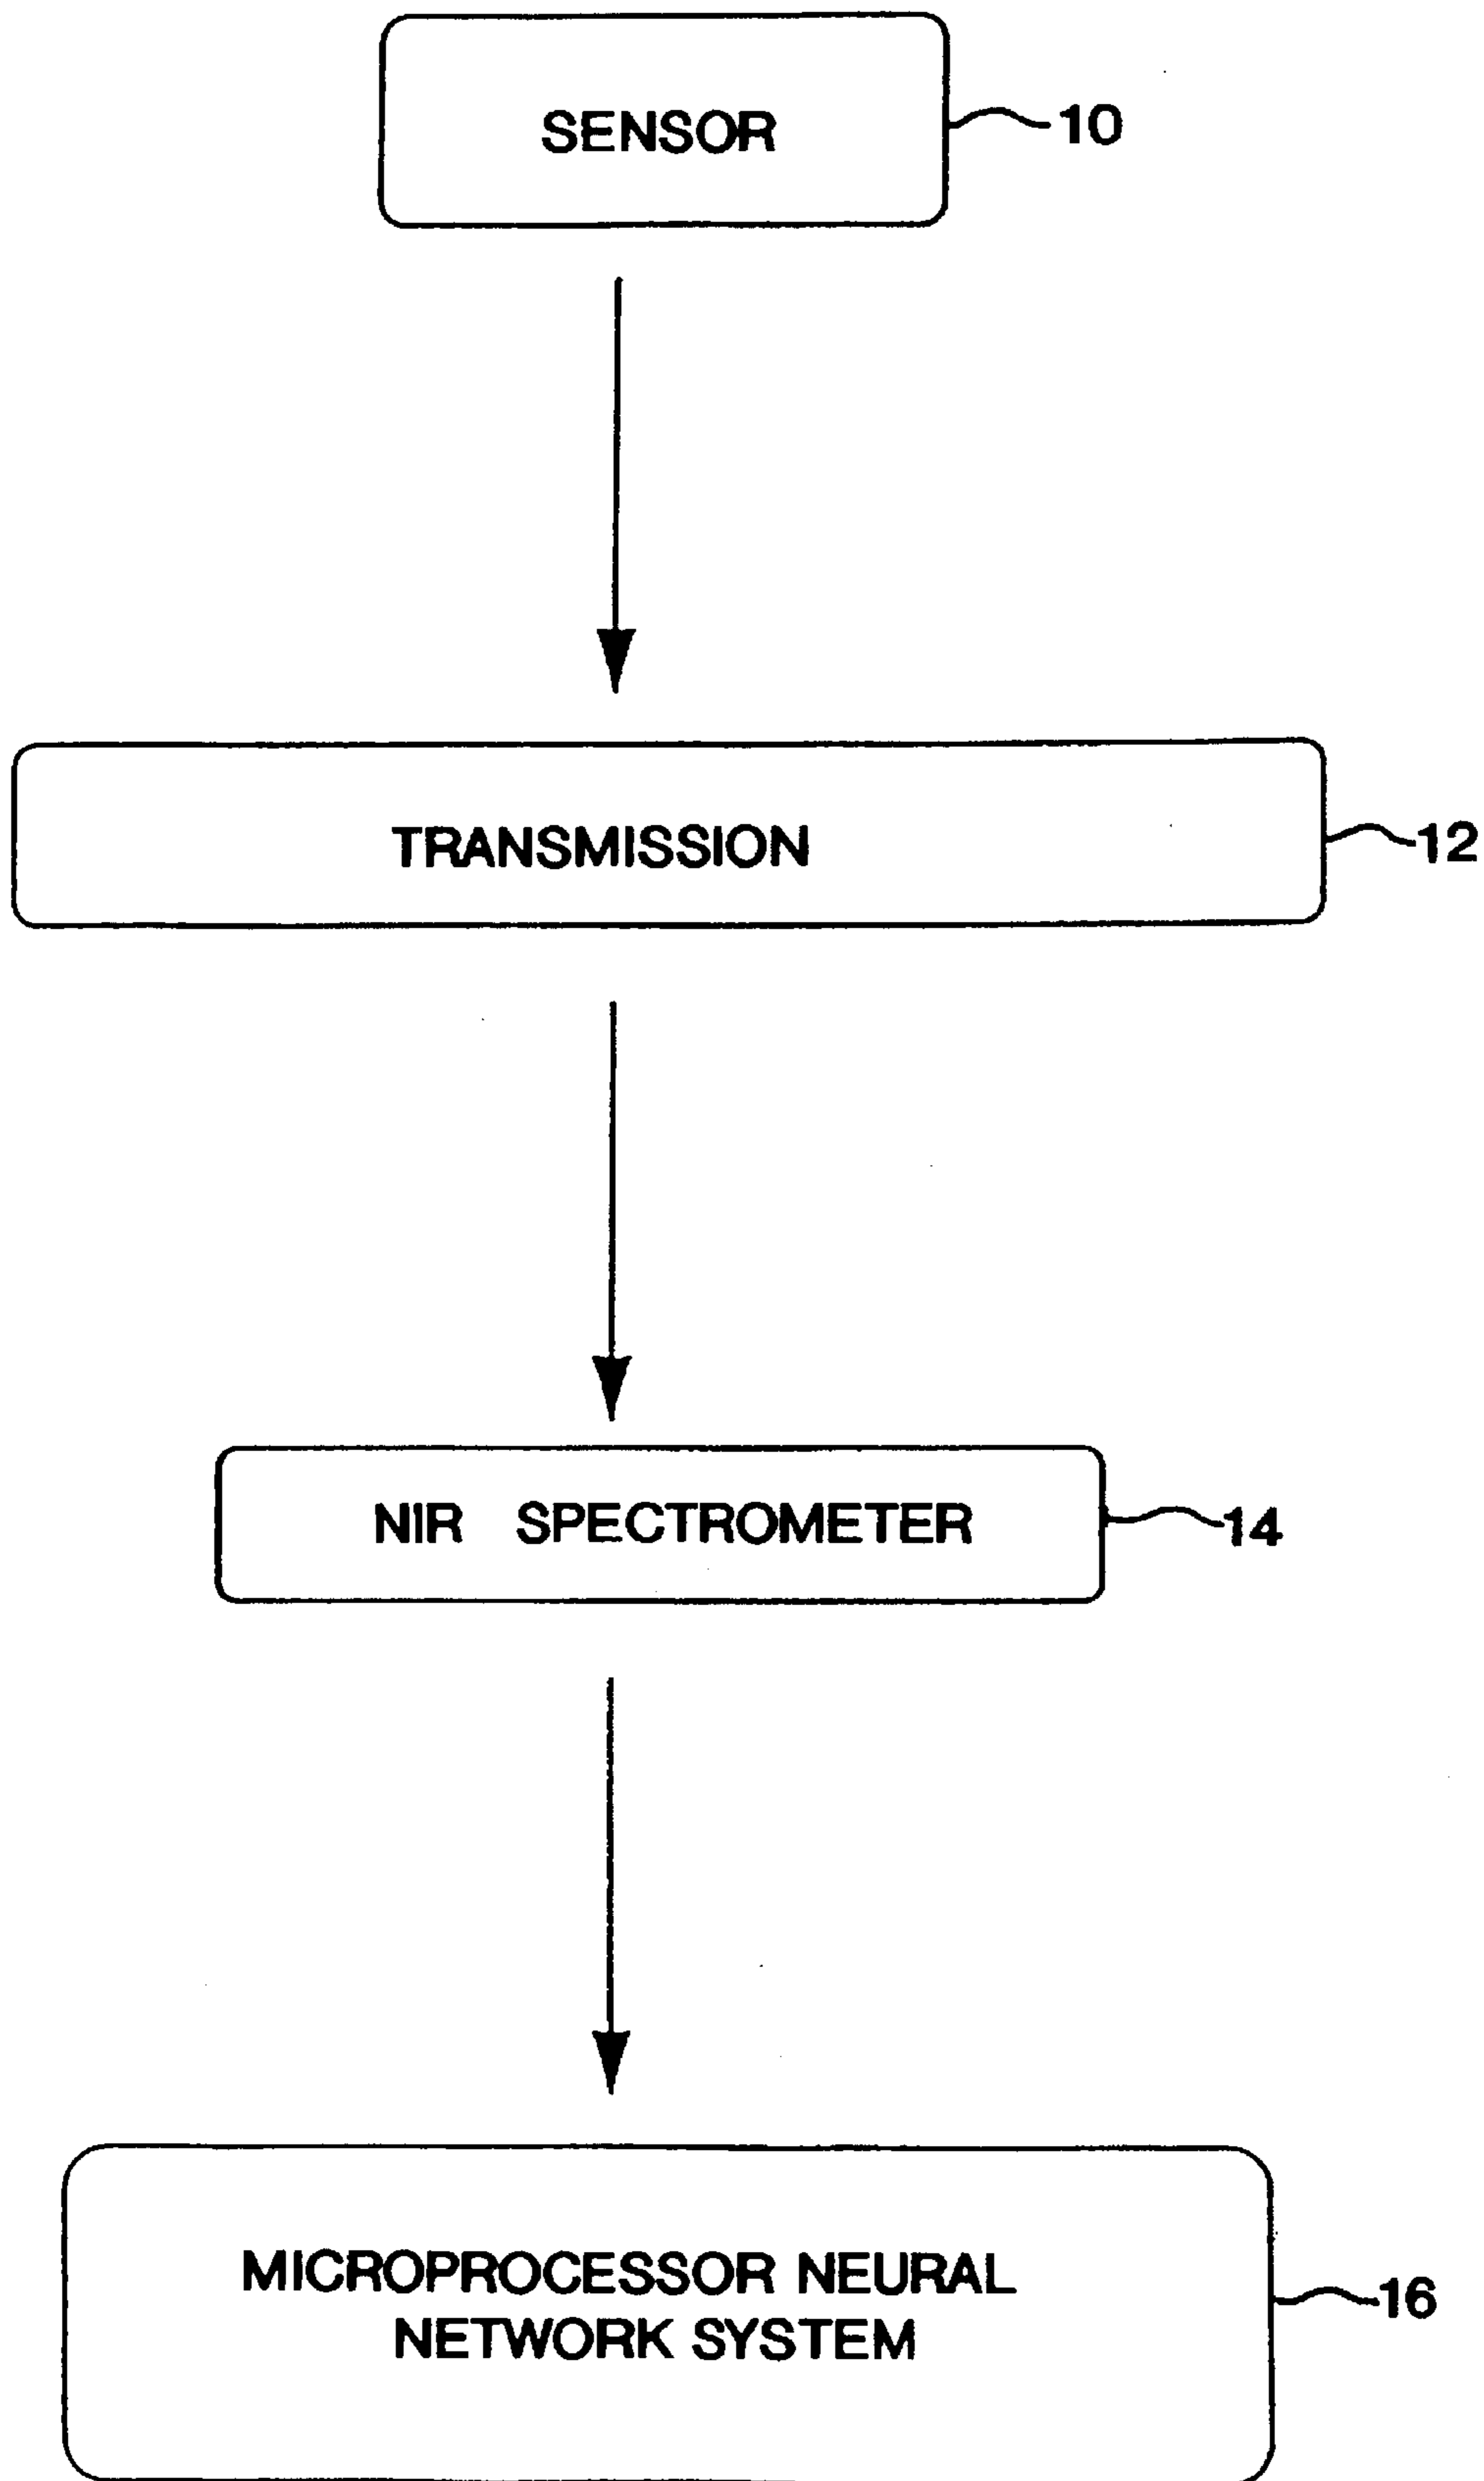 SENSOR
10
TRANSMISSION
12
NIR SPECTROMETER
14
MICROPROCESSOR NEURAL
NETWORK SYSTEM
16